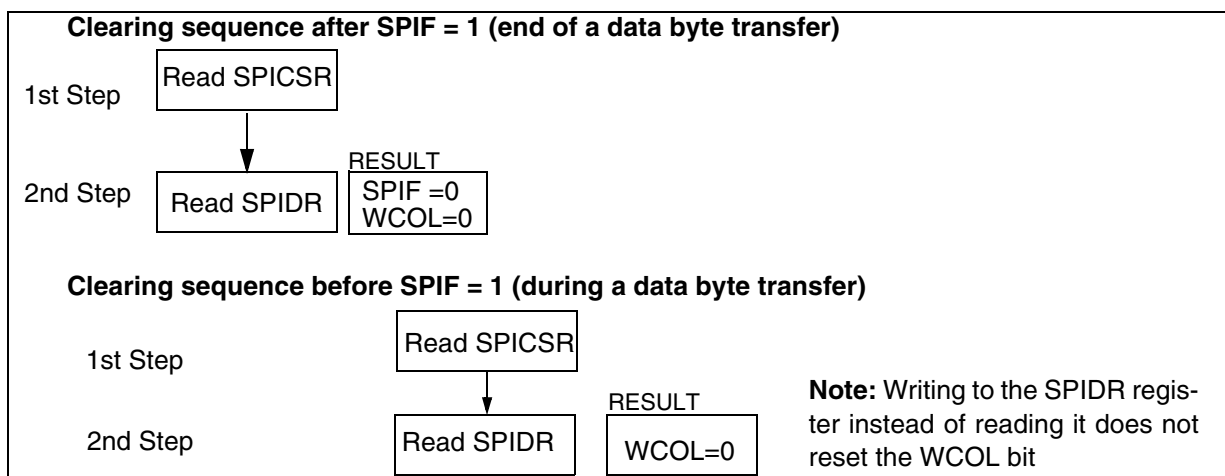 Clearing sequence after SPIF = 1 (end of a data byte transfer)
1st Step
Read SPICSR
2nd Step
Read SPIDR
RESULT
SPIF =0
WCOL=0
Clearing sequence before SPIF = 1 (during a data byte transfer)
1st Step
Read SPICSR
2nd Step
Read SPIDR
RESULT
WCOL=0
Note: Writing to the SPIDR regis-
ter instead of reading it does not
reset the WCOL bit